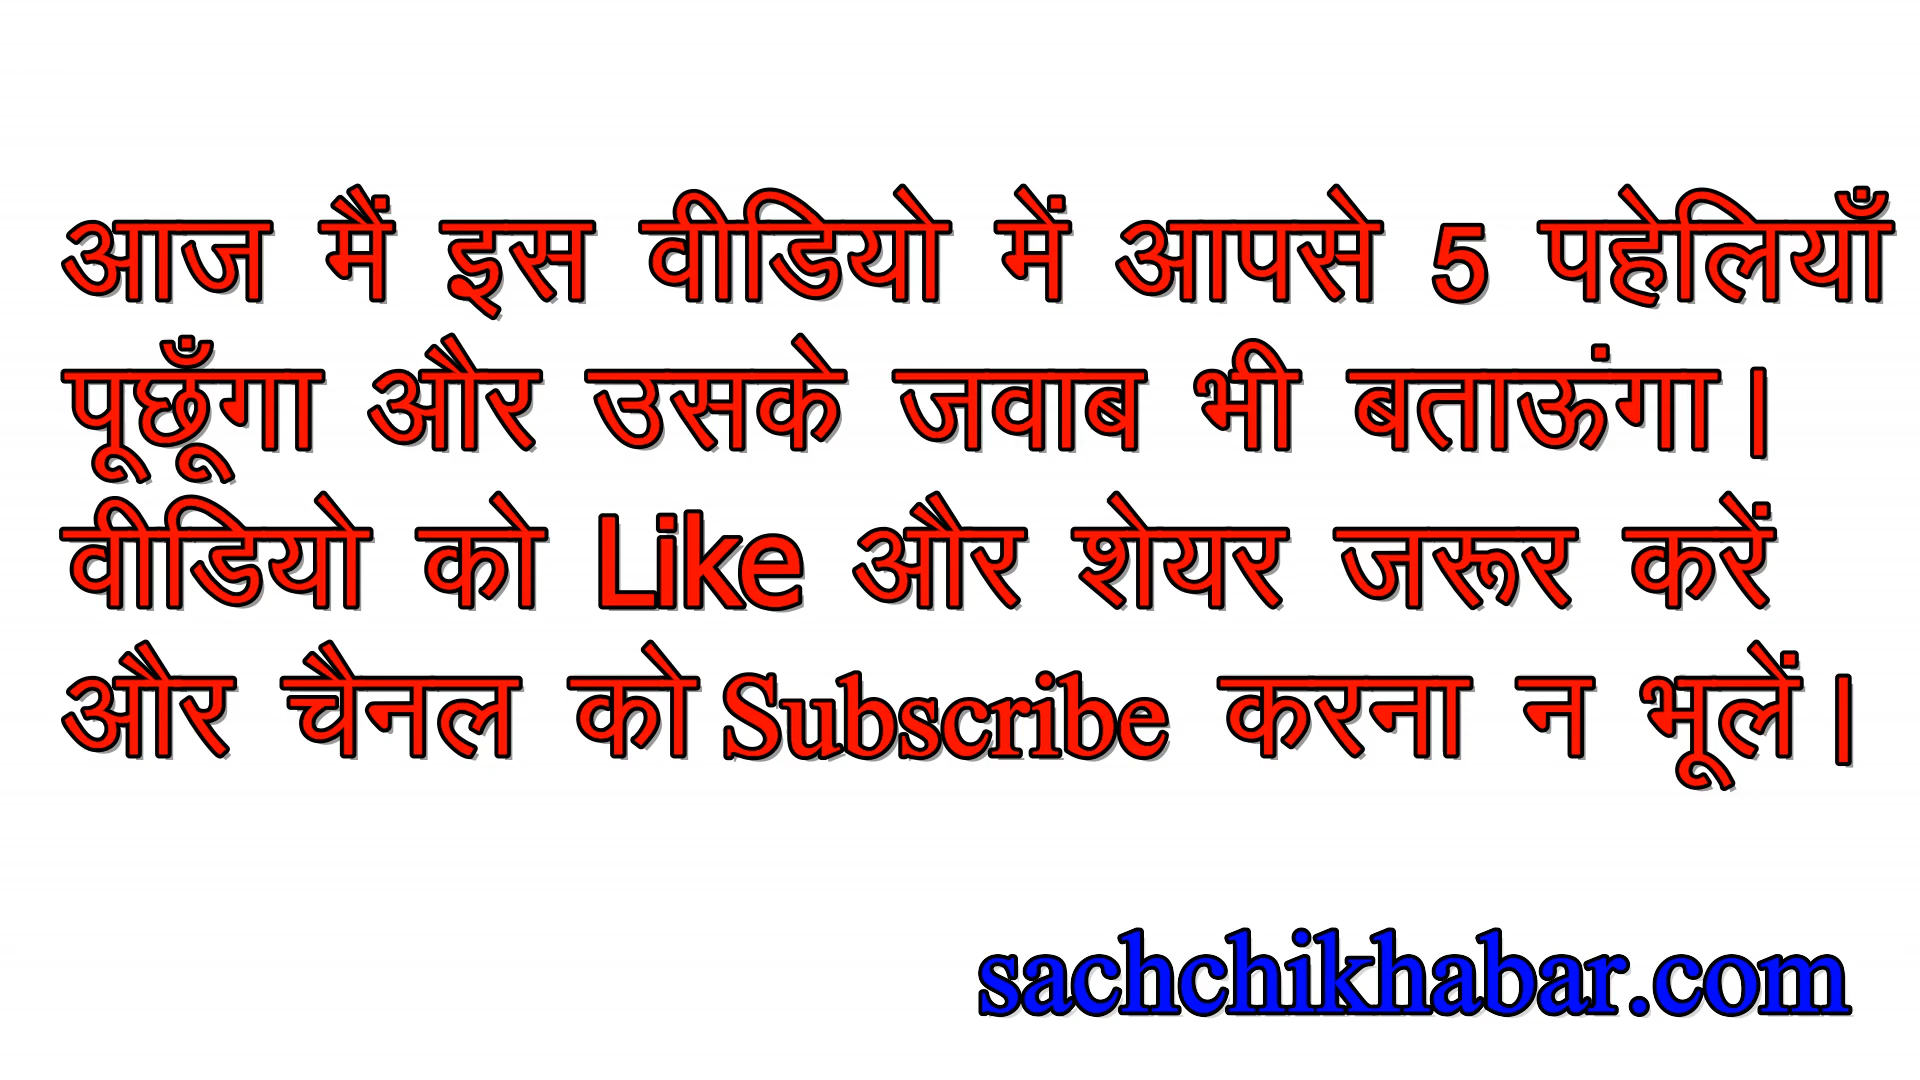 आज मैं इस वीडियो में आपसे 5 पहेलियाँ
पूछूँगा और उसके जवाब भी बताऊंगा।
वीडियो को Like और शेयर जरूर करें
और चैनल को Subscribe करना न भूलें।
sachchikhabar.com